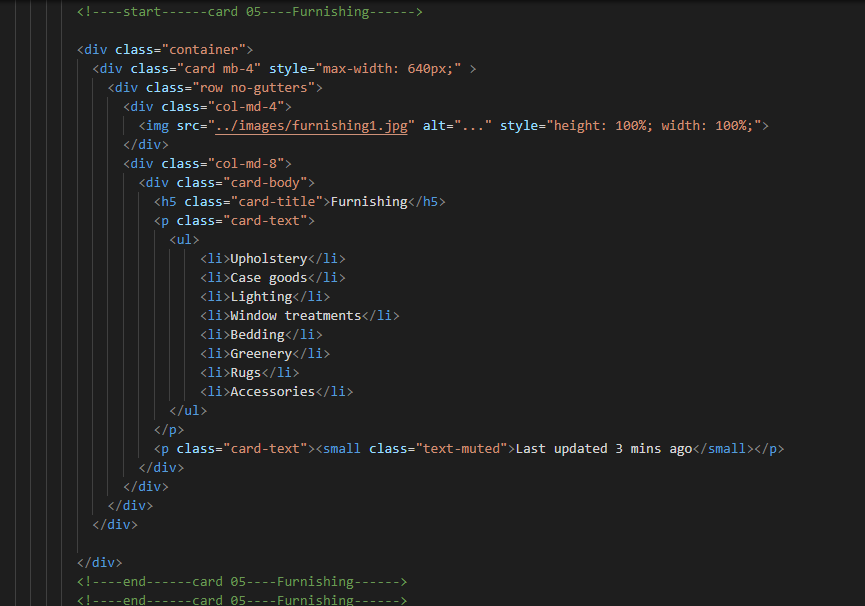 <!----start------card 05----Furnishing------>
<div class="container">
<div class="card mb-4" style="max-width: 640px;" >
<div class="row no-gutters">
<div class="col-md-4">
<img src="../images/furnishing1.jpg" alt="..." style="height: 100%; width: 100%;">
</div>
<div class="col-md-8">
<div class="card-body">
<h5 class="card-title">Furnishing</h5>
<p class="card-text">
<ul>
<li>Upholstery</li>
<li>Case goods</li>
<li>Lighting</li>
<li>Window treatments</li>
<li>Bedding</li>
<li>Greenery</li>
<li>Rugs</li>
<li>Accessories</li>
</ul>
</p>
<p class="card-text"><small class="text-muted">Last updated 3 mins ago</small></p>
</div>
</div>
</div>
</div>
</div>
<!----end------card 05----Furnishing------>
<!----end------card 05----Furnishing------>